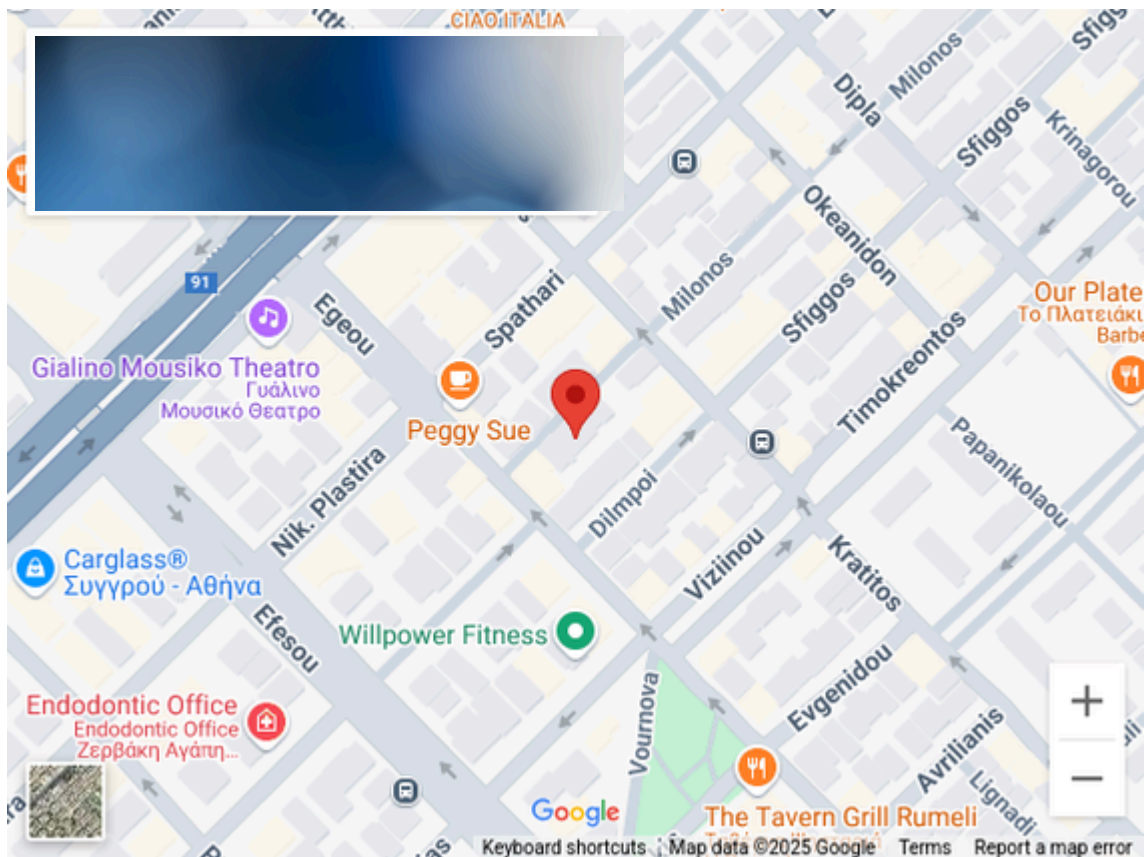 CIAO ITALIA
Milonos
Sfiggos
Dipla
Krinagorou
Okeanidon
91
Egeou
Spathari
Milonos
Sfiggos
Our Plate
Το Πλατειάκι
Gialino Mousiko Theatro
Γυάλινο
Μουσικό Θεατρο
Peggy Sue
Timokreontos
Papanikolaou
Nik. Plastira
Dilmpoi
Viziinou
Kratitos
Carglass®
Συγγρού - Αθήνα
Efesou
Willpower Fitness
Evgenidou
Vournova
Avrilianis
Lignadi
Endodontic Office
Endodontic Office
Ζερβάκη Αγάπη...
The Tavern Grill Rumeli
Google
Keyboard shortcuts
Map data ©2025 Google
Terms
Report a map error